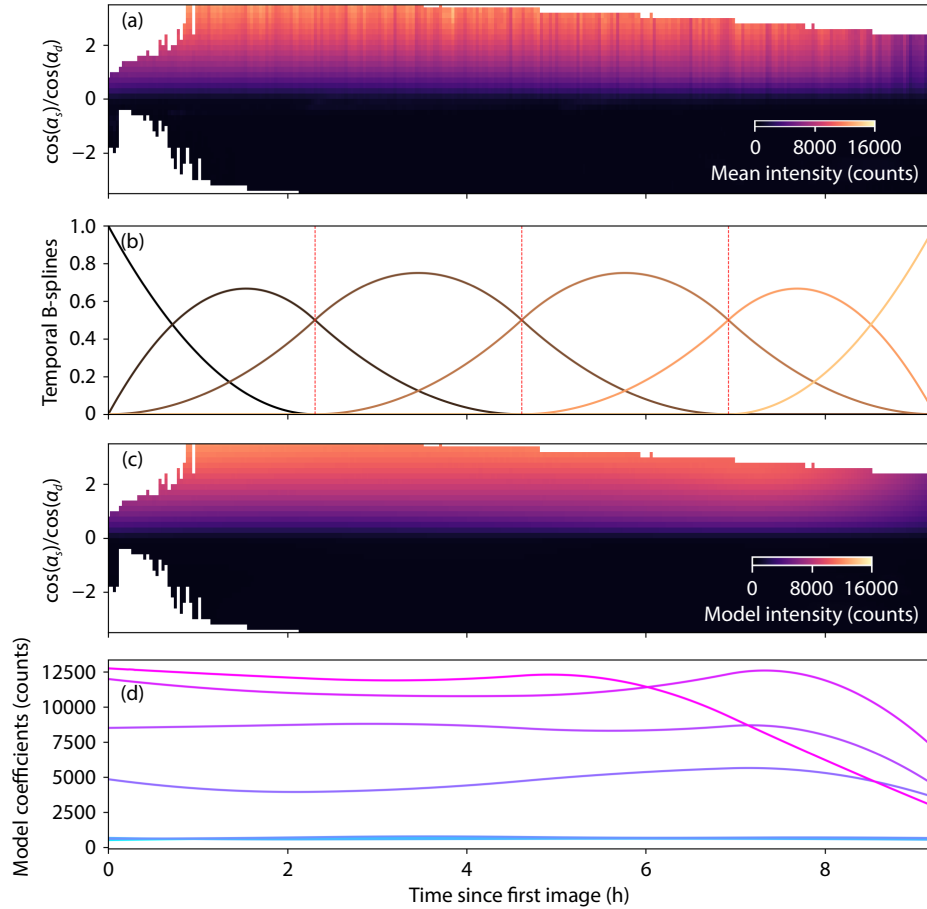 (a)
cos(αₛ)/cos(α_d)
2
0
−2
0 8000 16000
Mean intensity (counts)
(b)
Temporal B-splines
1.0
0.8
0.6
0.4
0.2
0
(c)
cos(αₛ)/cos(α_d)
2
0
−2
0 8000 16000
Model intensity (counts)
(d)
Model coefficients (counts)
12500
10000
7500
5000
2500
0
0 2 4 6 8
Time since first image (h)